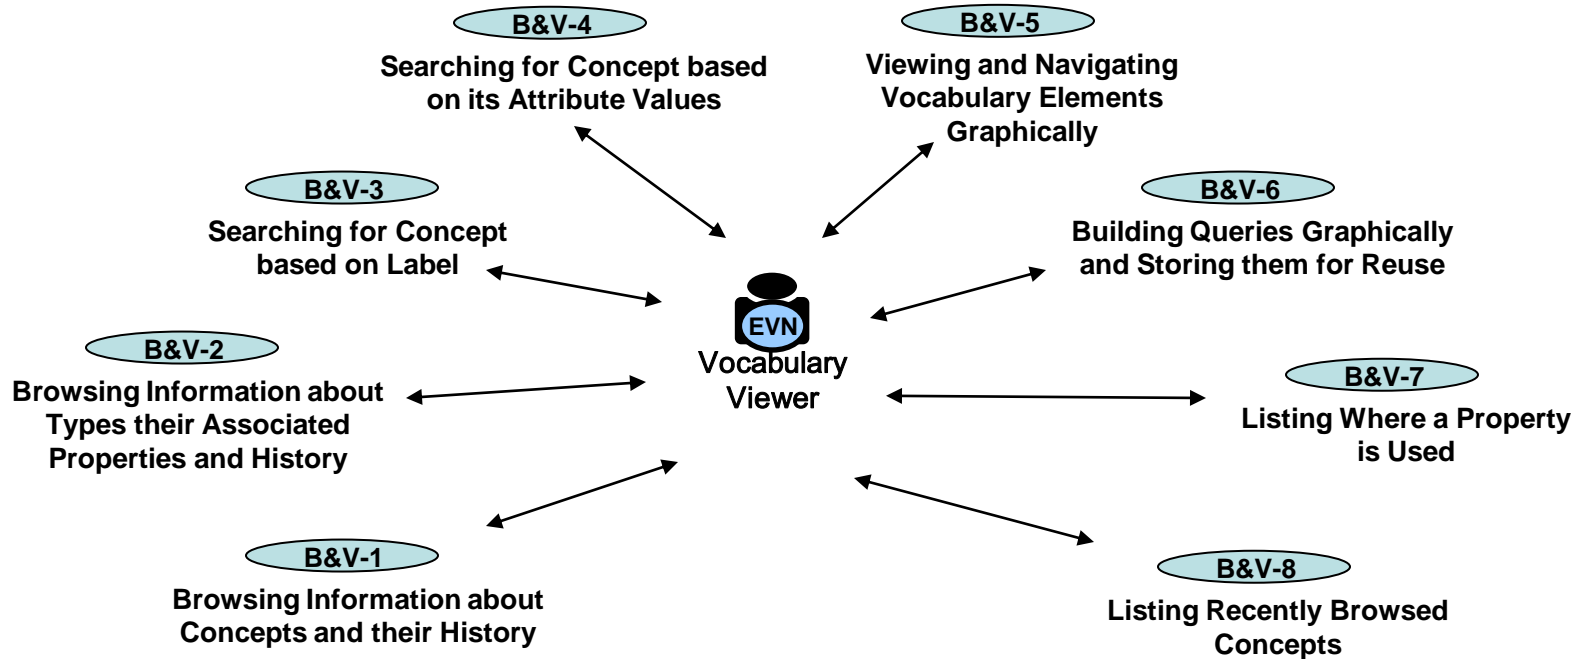 B&V-4
Searching for Concept based
on its Attribute Values
B&V-5
Viewing and Navigating
Vocabulary Elements
Graphically
B&V-3
Searching for Concept
based on Label
B&V-6
Building Queries Graphically
and Storing them for Reuse
EVN
Vocabulary
Viewer
B&V-2
Browsing Information about
Types their Associated
Properties and History
B&V-7
Listing Where a Property
is Used
B&V-1
Browsing Information about
Concepts and their History
B&V-8
Listing Recently Browsed
Concepts